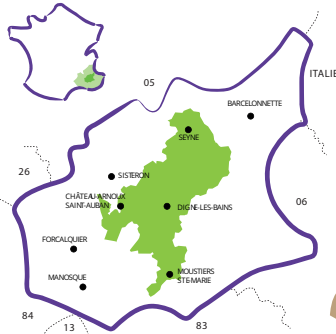 ITALIE
05
BARCELONNETTE
SEYNE
26
SISTERON
CHÂTEAU-ARNOUX
SAINT-AUBAN
DIGNE-LES-BAINS
06
FORCALQUIER
MANOSQUE
MOUSTIERS
STE-MARIE
84
13
83